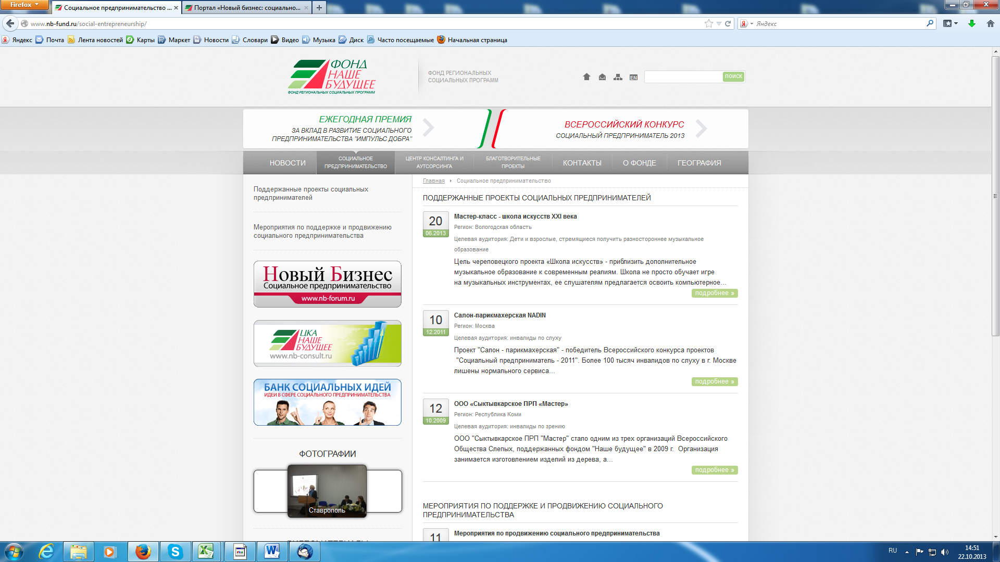 Firefox
Социальное предпринимательство ...
Портал «Новый бизнес: социально...
www.nb-fund.ru/social-entrepreneurship/
Яндекс
Яндекс
Почта
Лента новостей
Карты
Маркет
Новости
Словари
Видео
Музыка
Диск
Часто посещаемые
Начальная страница
ФОНД
НАШЕ
БУДУЩЕЕ
ФОНД РЕГИОНАЛЬНЫХ СОЦИАЛЬНЫХ ПРОГРАММ
ФОНД РЕГИОНАЛЬНЫХ
СОЦИАЛЬНЫХ ПРОГРАММ
EN
ПОИСК
ЕЖЕГОДНАЯ ПРЕМИЯ
ЗА ВКЛАД В РАЗВИТИЕ СОЦИАЛЬНОГО
ПРЕДПРИНИМАТЕЛЬСТВА "ИМПУЛЬС ДОБРА"
ВСЕРОССИЙСКИЙ КОНКУРС
СОЦИАЛЬНЫЙ ПРЕДПРИНИМАТЕЛЬ 2013
НОВОСТИ
СОЦИАЛЬНОЕ
ПРЕДПРИНИМАТЕЛЬСТВО
ЦЕНТР КОНСАЛТИНГА И
АУТСОРСИНГА
БЛАГОТВОРИТЕЛЬНЫЕ
ПРОЕКТЫ
КОНТАКТЫ
О ФОНДЕ
ГЕОГРАФИЯ
Поддержанные проекты социальных
предпринимателей
Мероприятия по поддержке и продвижению
социального предпринимательства
Новый Бизнес
Социальное предпринимательство
www.nb-forum.ru
ЦКА
НАШЕ
БУДУЩЕЕ
www.nb-consult.ru
БАНК СОЦИАЛЬНЫХ ИДЕЙ
ИДЕИ В СФЕРЕ СОЦИАЛЬНОГО ПРЕДПРИНИМАТЕЛЬСТВА
ФОТОГРАФИИ
Ставрополь
Главная
Социальное предпринимательство
ПОДДЕРЖАННЫЕ ПРОЕКТЫ СОЦИАЛЬНЫХ ПРЕДПРИНИМАТЕЛЕЙ
20
06.2013
Мастер-класс - школа искусств XXI века
Регион: Вологодская область
Целевая аудитория: Дети и взрослые, стремящиеся получить разностороннее музыкальное
образование
Цель череповецкого проекта «Школа искусств» - приблизить дополнительное
музыкальное образование к современным реалиям. Школа не просто обучает игре
на музыкальных инструментах, ее слушателям предлагается освоить компьютерное...
подробнее »
10
12.2011
Салон-парикмахерская NADIN
Регион: Москва
Целевая аудитория: инвалиды по слуху
Проект "Салон - парикмахерская" - победитель Всероссийского конкурса проектов
"Социальный предприниматель - 2011". Более 100 тысяч инвалидов по слуху в г. Москве
лишены нормального сервиса...
подробнее »
12
10.2009
ООО «Сыктывкарское ПРП «Мастер»
Регион: Республика Коми
Целевая аудитория: инвалиды по зрению
ООО "Сыктывкарское ПРП "Мастер" стало одним из трех организаций Всероссийского
Общества Слепых, поддержанных фондом "Наше будущее" в 2009 г. Организация
занимается изготовлением изделий из дерева, а...
подробнее »
МЕРОПРИЯТИЯ ПО ПОДДЕРЖКЕ И ПРОДВИЖЕНИЮ СОЦИАЛЬНОГО
ПРЕДПРИНИМАТЕЛЬСТВА
11
Мероприятия по продвижению социального предпринимательства
RU
14:51
22.10.2013